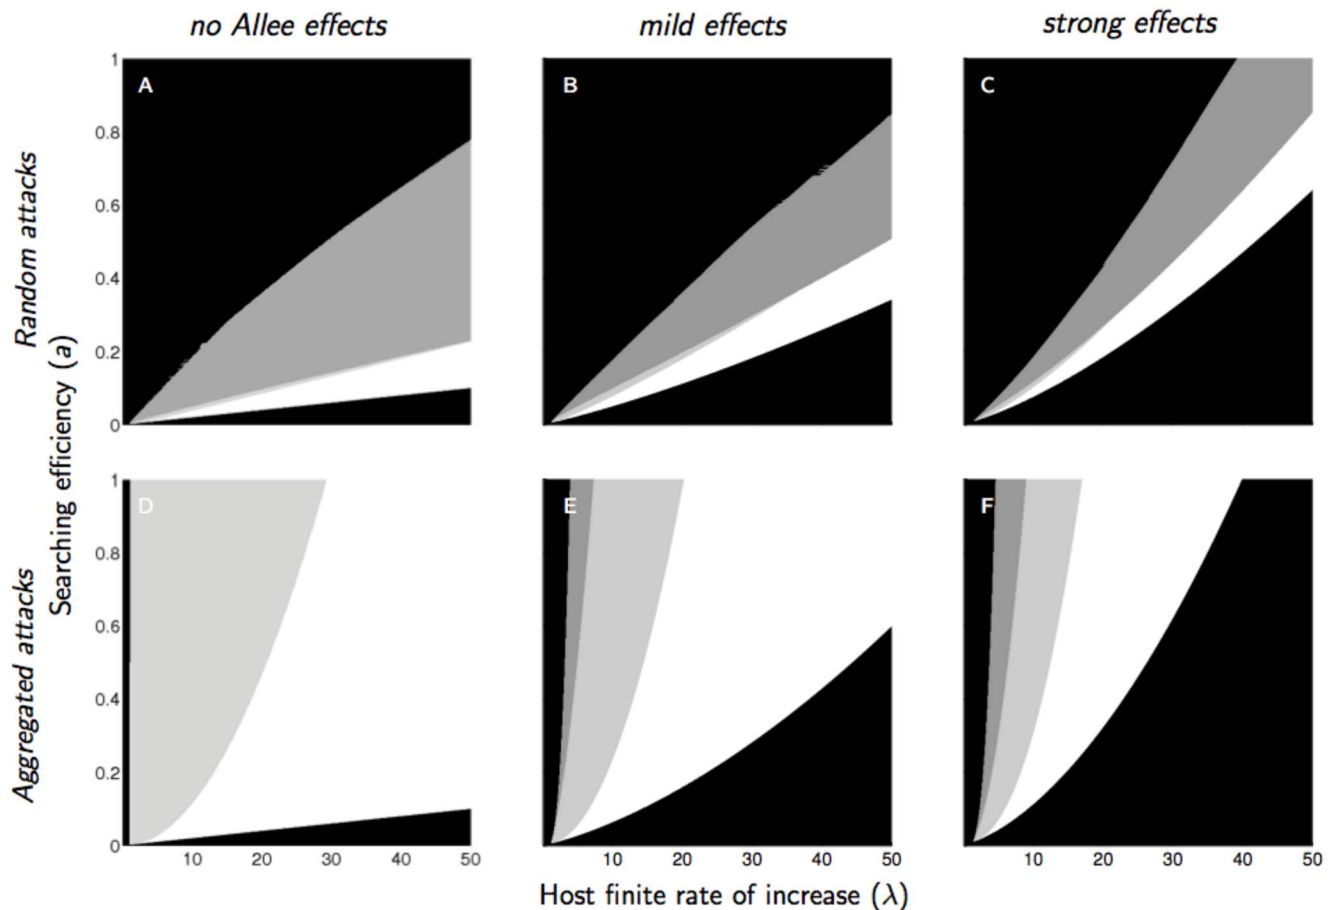 no Allee effects
mild effects
strong effects
Random attacks
Aggregated attacks
Searching efficiency (a)
A
1
0.8
0.6
0.4
0.2
0
B
C
D
1
0.8
0.6
0.4
0.2
0
10 20 30 40 50
E
10 20 30 40 50
F
10 20 30 40 50
Host finite rate of increase (λ)